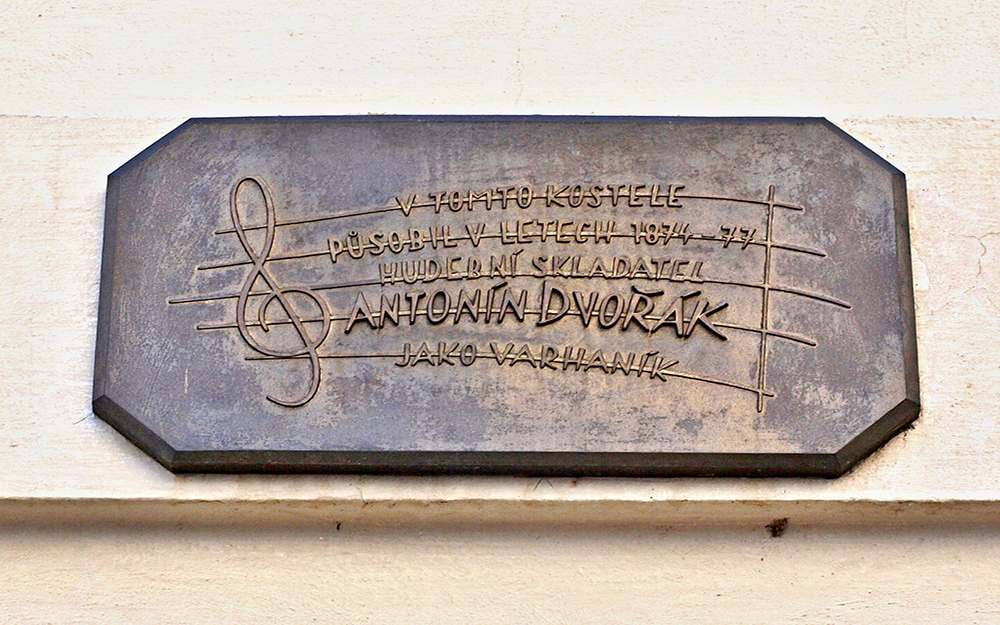 V TOMTO KOSTELE
PŮSOBIL V LETECH 1874-77
HUDEBNÍ SKLADATEL
ANTONÍN DVOŘÁK
JAKO VARHANÍK